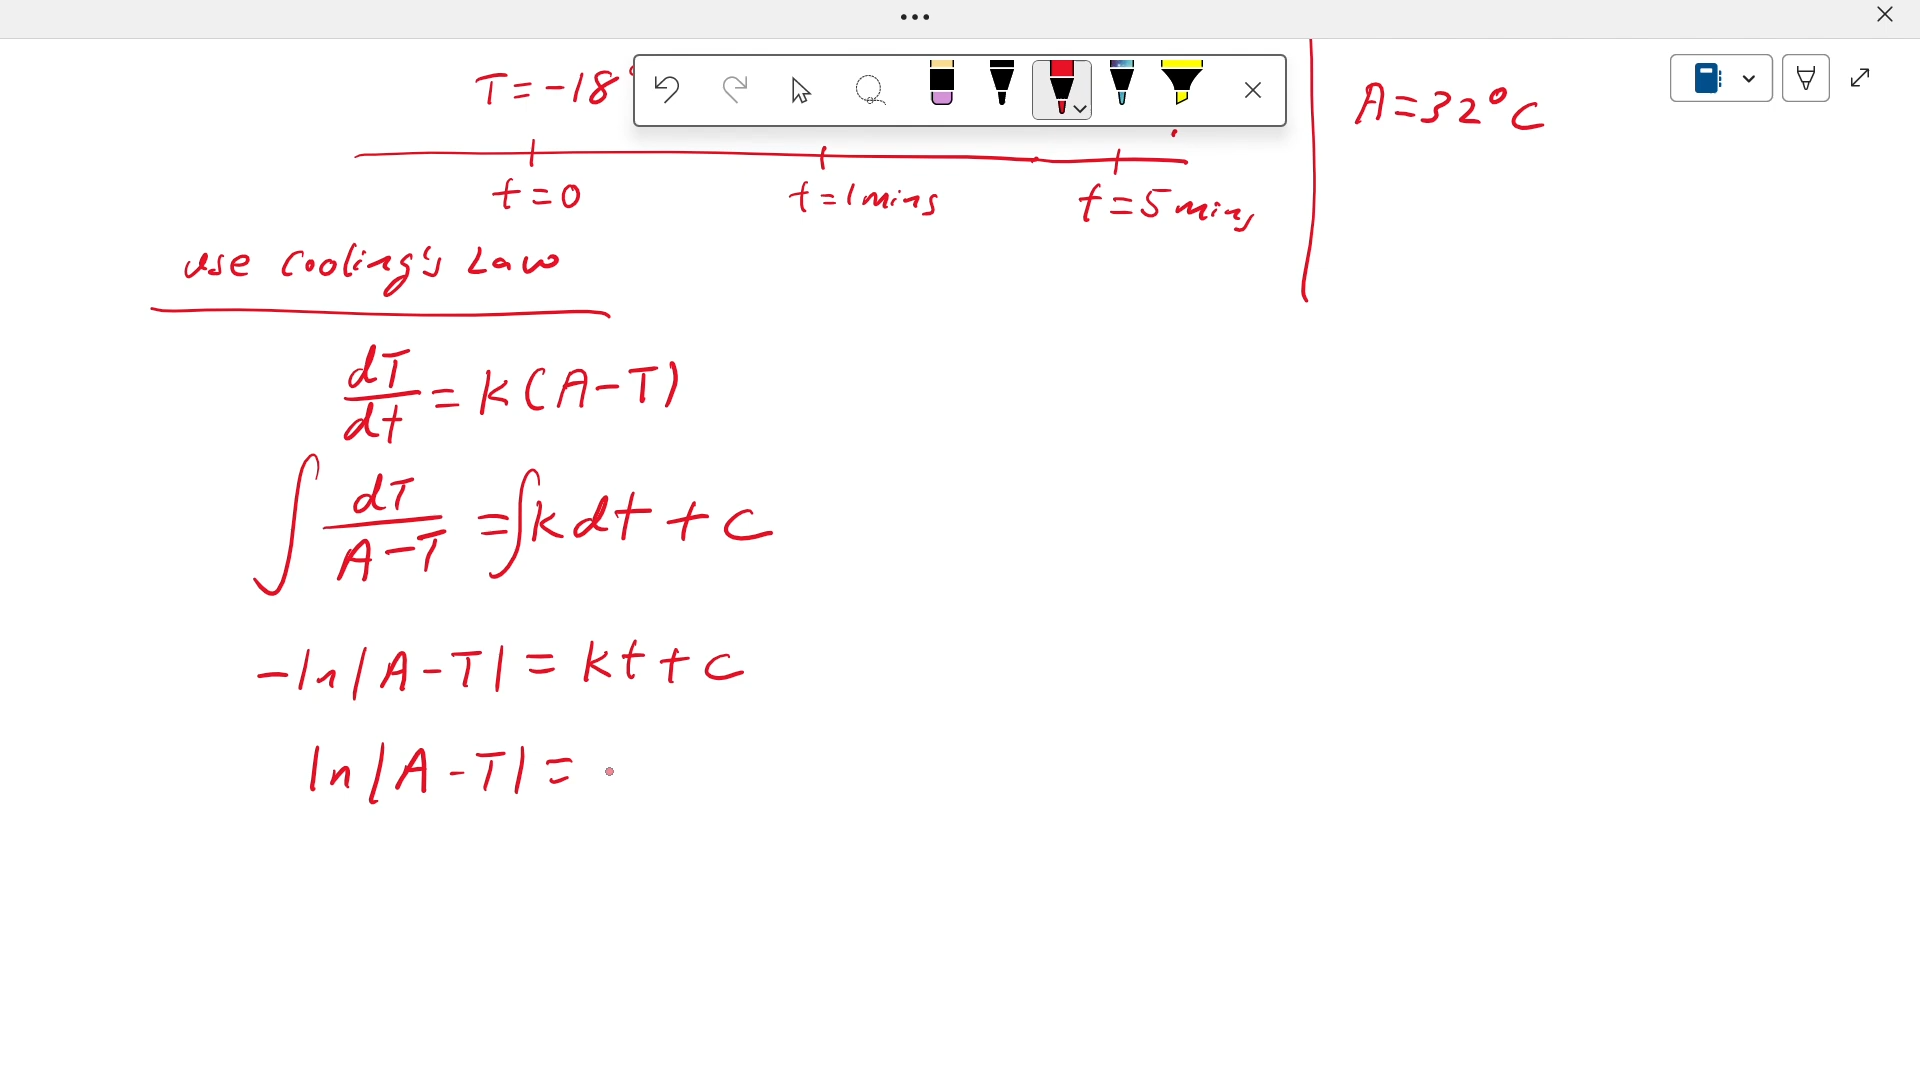 T=-18° A=32°C
t=0 t=1mins t=5mins
use Cooling's Law
dT/dt = k(A-T)
∫ dT/(A-T) = ∫k dt + c
-ln|A-T| = kt + c
ln|A-T| =